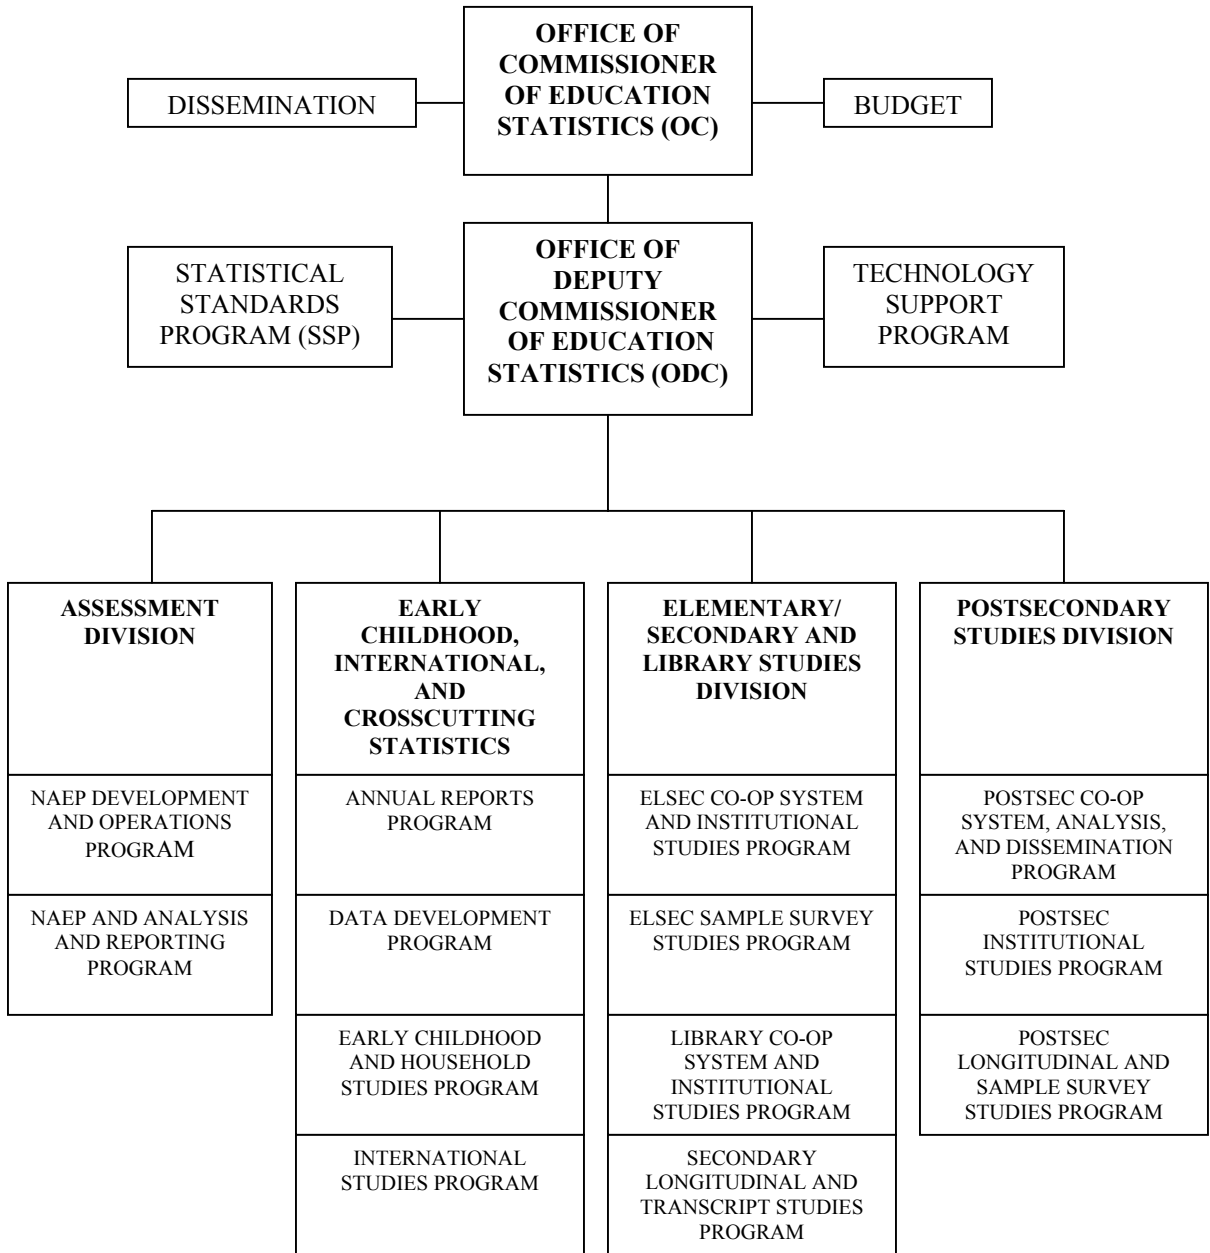 OFFICE OF
COMMISSIONER
OF EDUCATION
STATISTICS (OC)
DISSEMINATION
BUDGET
OFFICE OF
DEPUTY
COMMISSIONER
OF EDUCATION
STATISTICS (ODC)
STATISTICAL
STANDARDS
PROGRAM (SSP)
TECHNOLOGY
SUPPORT
PROGRAM
ASSESSMENT
DIVISION
NAEP DEVELOPMENT
AND OPERATIONS
PROGRAM
NAEP AND ANALYSIS
AND REPORTING
PROGRAM
EARLY
CHILDHOOD,
INTERNATIONAL,
AND
CROSSCUTTING
STATISTICS
ANNUAL REPORTS
PROGRAM
DATA DEVELOPMENT
PROGRAM
EARLY CHILDHOOD
AND HOUSEHOLD
STUDIES PROGRAM
INTERNATIONAL
STUDIES PROGRAM
ELEMENTARY/
SECONDARY AND
LIBRARY STUDIES
DIVISION
ELSEC CO-OP SYSTEM
AND INSTITUTIONAL
STUDIES PROGRAM
ELSEC SAMPLE SURVEY
STUDIES PROGRAM
LIBRARY CO-OP
SYSTEM AND
INSTITUTIONAL
STUDIES PROGRAM
SECONDARY
LONGITUDINAL AND
TRANSCRIPT STUDIES
PROGRAM
POSTSECONDARY
STUDIES DIVISION
POSTSEC CO-OP
SYSTEM, ANALYSIS,
AND DISSEMINATION
PROGRAM
POSTSEC
INSTITUTIONAL
STUDIES PROGRAM
POSTSEC
LONGITUDINAL AND
SAMPLE SURVEY
STUDIES PROGRAM